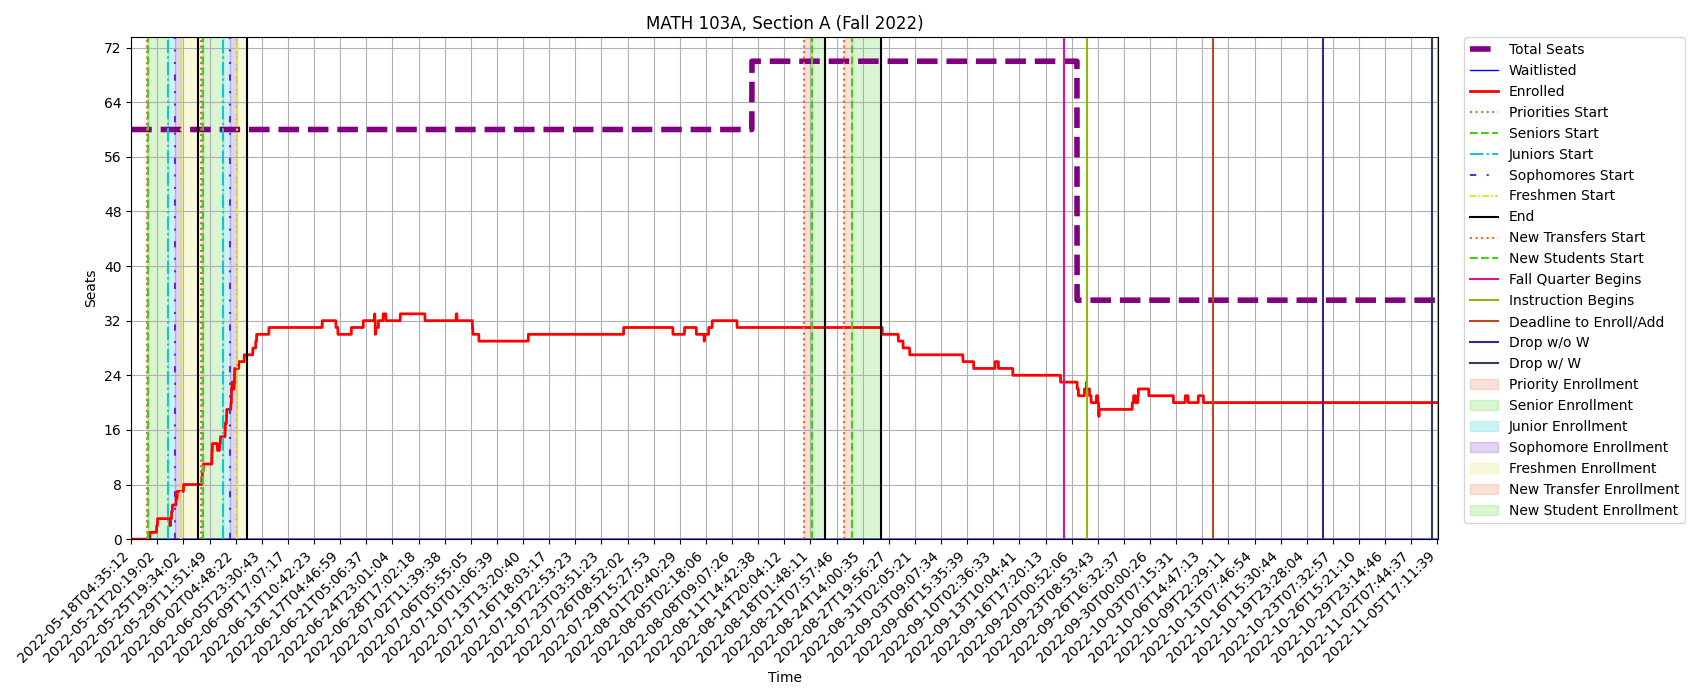 MATH 103A, Section A (Fall 2022)
72
64
56
48
40
32
24
16
8
0
Seats
2022-05-18T04:35:12
2022-05-21T20:19:02
2022-05-25T19:34:02
2022-05-29T11:51:49
2022-06-02T04:48:22
2022-06-05T23:30:43
2022-06-09T17:07:17
2022-06-13T10:42:23
2022-06-17T04:46:59
2022-06-21T05:06:37
2022-06-24T23:01:04
2022-06-28T17:02:18
2022-07-02T11:39:38
2022-07-06T05:55:05
2022-07-10T01:06:39
2022-07-13T13:20:40
2022-07-16T18:03:17
2022-07-19T22:53:23
2022-07-23T03:51:23
2022-07-26T08:52:02
2022-07-29T15:27:53
2022-08-01T20:40:29
2022-08-05T02:18:06
2022-08-08T09:07:26
2022-08-11T14:42:38
2022-08-14T20:04:12
2022-08-18T01:48:11
2022-08-21T07:57:46
2022-08-24T14:00:35
2022-08-27T19:56:27
2022-08-31T02:05:21
2022-09-03T09:07:34
2022-09-06T15:35:39
2022-09-10T02:36:33
2022-09-13T10:04:41
2022-09-16T17:20:13
2022-09-20T00:52:06
2022-09-23T08:53:43
2022-09-26T16:32:37
2022-09-30T00:00:26
2022-10-03T07:15:31
2022-10-06T14:47:13
2022-10-09T22:29:11
2022-10-13T07:46:54
2022-10-16T15:30:44
2022-10-19T23:28:04
2022-10-23T07:32:57
2022-10-26T15:21:10
2022-10-29T23:14:46
2022-11-02T07:44:37
2022-11-05T17:11:39
Time
Total Seats
Waitlisted
Enrolled
Priorities Start
Seniors Start
Juniors Start
Sophomores Start
Freshmen Start
End
New Transfers Start
New Students Start
Fall Quarter Begins
Instruction Begins
Deadline to Enroll/Add
Drop w/o W
Drop w/ W
Priority Enrollment
Senior Enrollment
Junior Enrollment
Sophomore Enrollment
Freshmen Enrollment
New Transfer Enrollment
New Student Enrollment